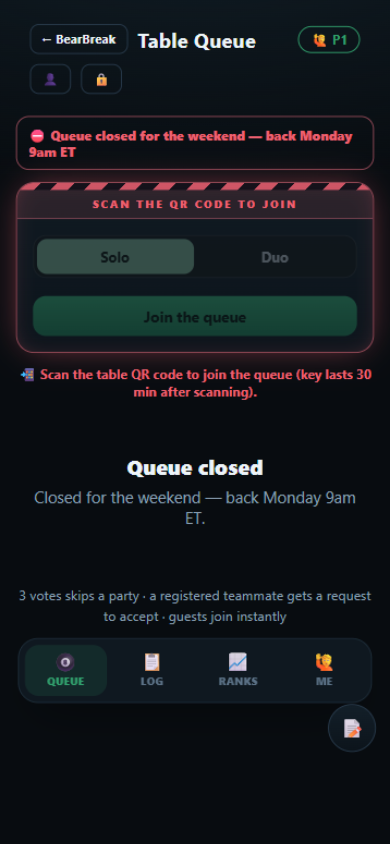 ← BearBreak
Table Queue
🙋 P1
👤 🔒
⛔ Queue closed for the weekend — back Monday
9am ET
SCAN THE QR CODE TO JOIN
Solo
Duo
Join the queue
📲 Scan the table QR code to join the queue (key lasts 30
min after scanning).
Queue closed
Closed for the weekend — back Monday 9am
ET.
3 votes skips a party · a registered teammate gets a request
to accept · guests join instantly
QUEUE
LOG
RANKS
ME